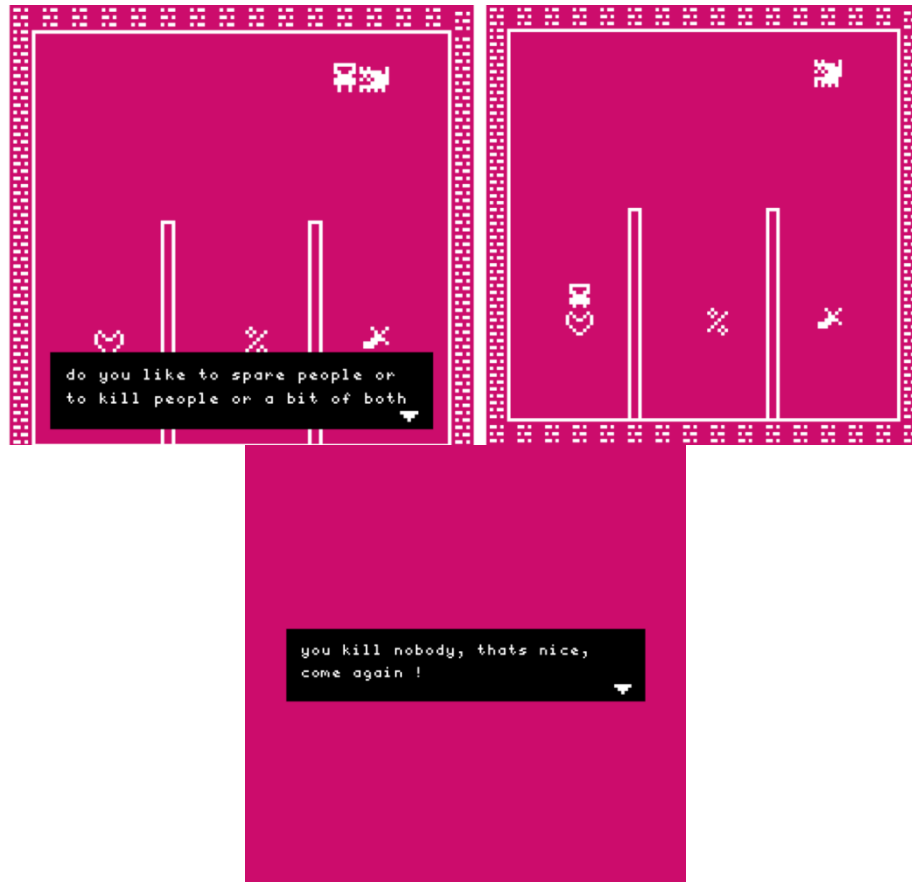 do you like to spare people or
to kill people or a bit of both
you kill nobody, thats nice,
come again !